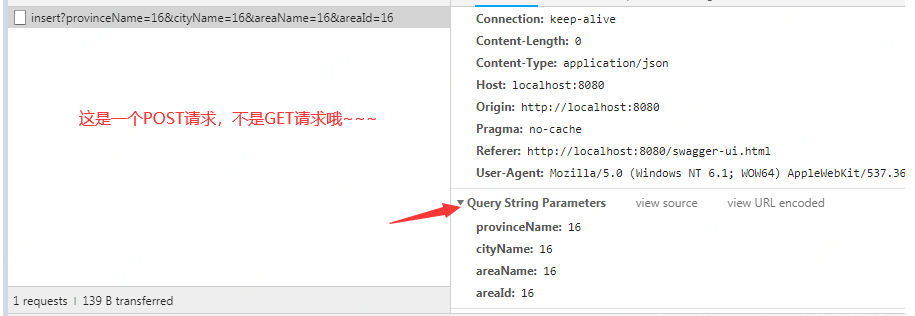 insert?provinceName=16&cityName=16&areaName=16&areaId=16
这是一个POST请求，不是GET请求哦~~~
1 requests
139 B transferred
Connection: keep-alive
Content-Length: 0
Content-Type: application/json
Host: localhost:8080
Origin: http://localhost:8080
Pragma: no-cache
Referer: http://localhost:8080/swagger-ui.html
User-Agent: Mozilla/5.0 (Windows NT 6.1; WOW64) AppleWebKit/537.36
Query String Parameters view source view URL encoded
provinceName: 16
cityName: 16
areaName: 16
areaId: 16